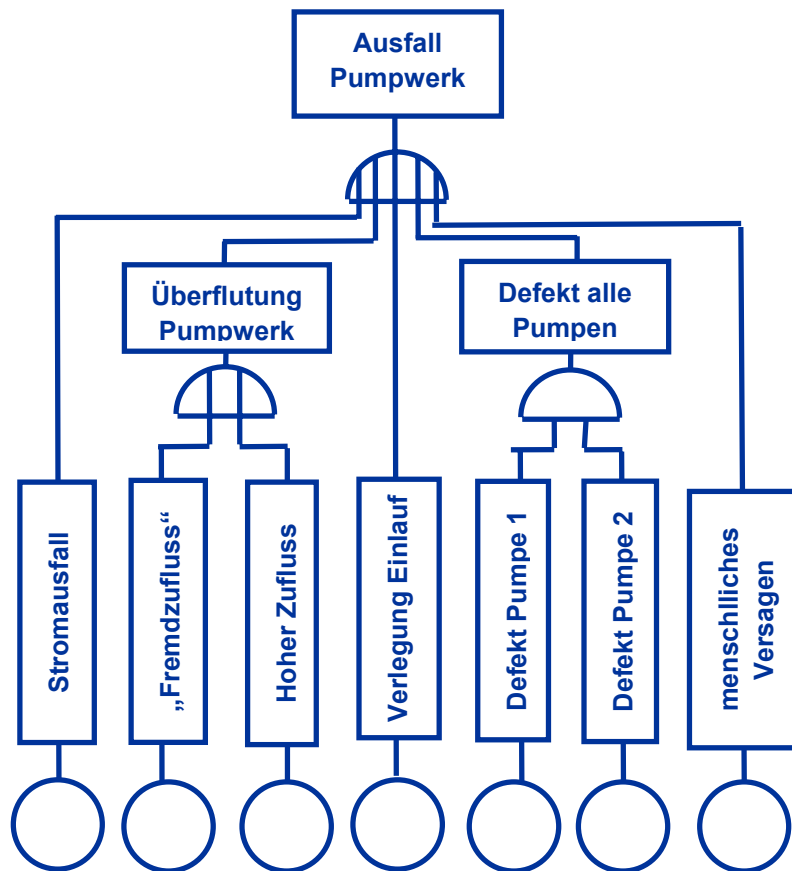 Ausfall
Pumpwerk
Überflutung
Pumpwerk
Defekt alle
Pumpen
Stromausfall
„Fremdzufluss“
Hoher Zufluss
Verlegung Einlauf
Defekt Pumpe 1
Defekt Pumpe 2
menschlliches
Versagen